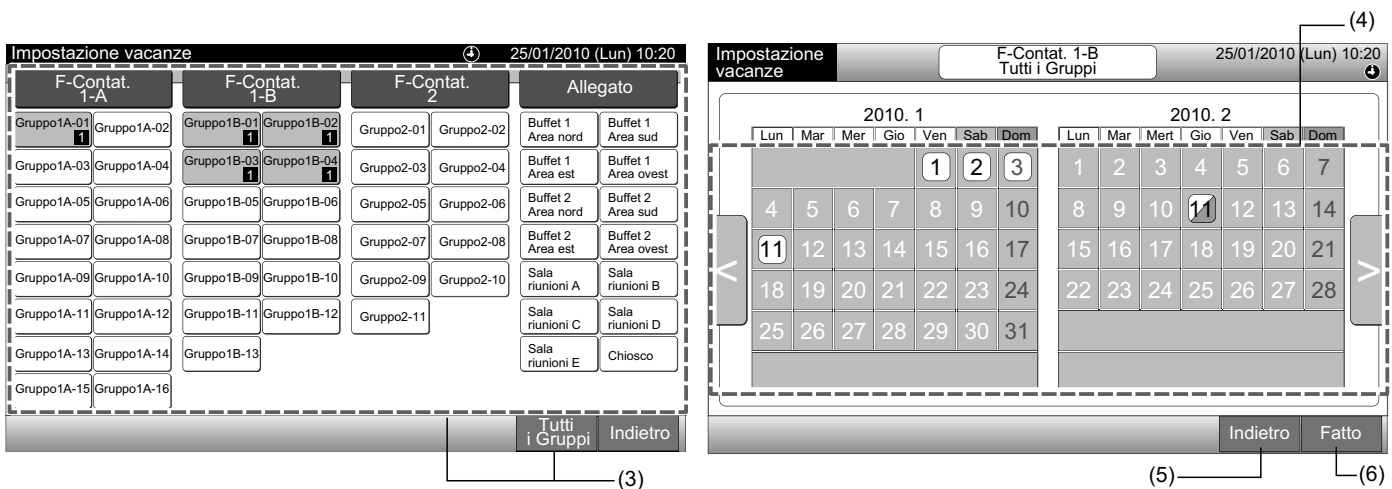 (4)
Impostazione vacanze
25/01/2010 (Lun) 10:20
F-Contat.
1-A
F-Contat.
1-B
F-Contat.
2
Allegato
Gruppo1A-01
1
Gruppo1A-02
Gruppo1B-01
1
Gruppo1B-02
1
Gruppo2-01
Gruppo2-02
Buffet 1
Area nord
Buffet 1
Area sud
Gruppo1A-03
Gruppo1A-04
Gruppo1B-03
1
Gruppo1B-04
1
Gruppo2-03
Gruppo2-04
Buffet 1
Area est
Buffet 1
Area ovest
Gruppo1A-05
Gruppo1A-06
Gruppo1B-05
Gruppo1B-06
Gruppo2-05
Gruppo2-06
Buffet 2
Area nord
Buffet 2
Area sud
Gruppo1A-07
Gruppo1A-08
Gruppo1B-07
Gruppo1B-08
Gruppo2-07
Gruppo2-08
Buffet 2
Area est
Buffet 2
Area ovest
Gruppo1A-09
Gruppo1A-10
Gruppo1B-09
Gruppo1B-10
Gruppo2-09
Gruppo2-10
Sala
riunioni A
Sala
riunioni B
Gruppo1A-11
Gruppo1A-12
Gruppo1B-11
Gruppo1B-12
Gruppo2-11
Sala
riunioni C
Sala
riunioni D
Gruppo1A-13
Gruppo1A-14
Gruppo1B-13
Sala
riunioni E
Chiosco
Gruppo1A-15
Gruppo1A-16
Tutti
i Gruppi
Indietro
(3)
Impostazione
vacanze
F-Contat. 1-B
Tutti i Gruppi
25/01/2010 (Lun) 10:20
2010. 1
Lun Mar Mer Gio Ven Sab Dom
1 2 3
4 5 6 7 8 9 10
11 12 13 14 15 16 17
18 19 20 21 22 23 24
25 26 27 28 29 30 31
2010. 2
Lun Mar Mert Gio Ven Sab Dom
1 2 3 4 5 6 7
8 9 10 11 12 13 14
15 16 17 18 19 20 21
22 23 24 25 26 27 28
<
>
Indietro
Fatto
(5)
(6)